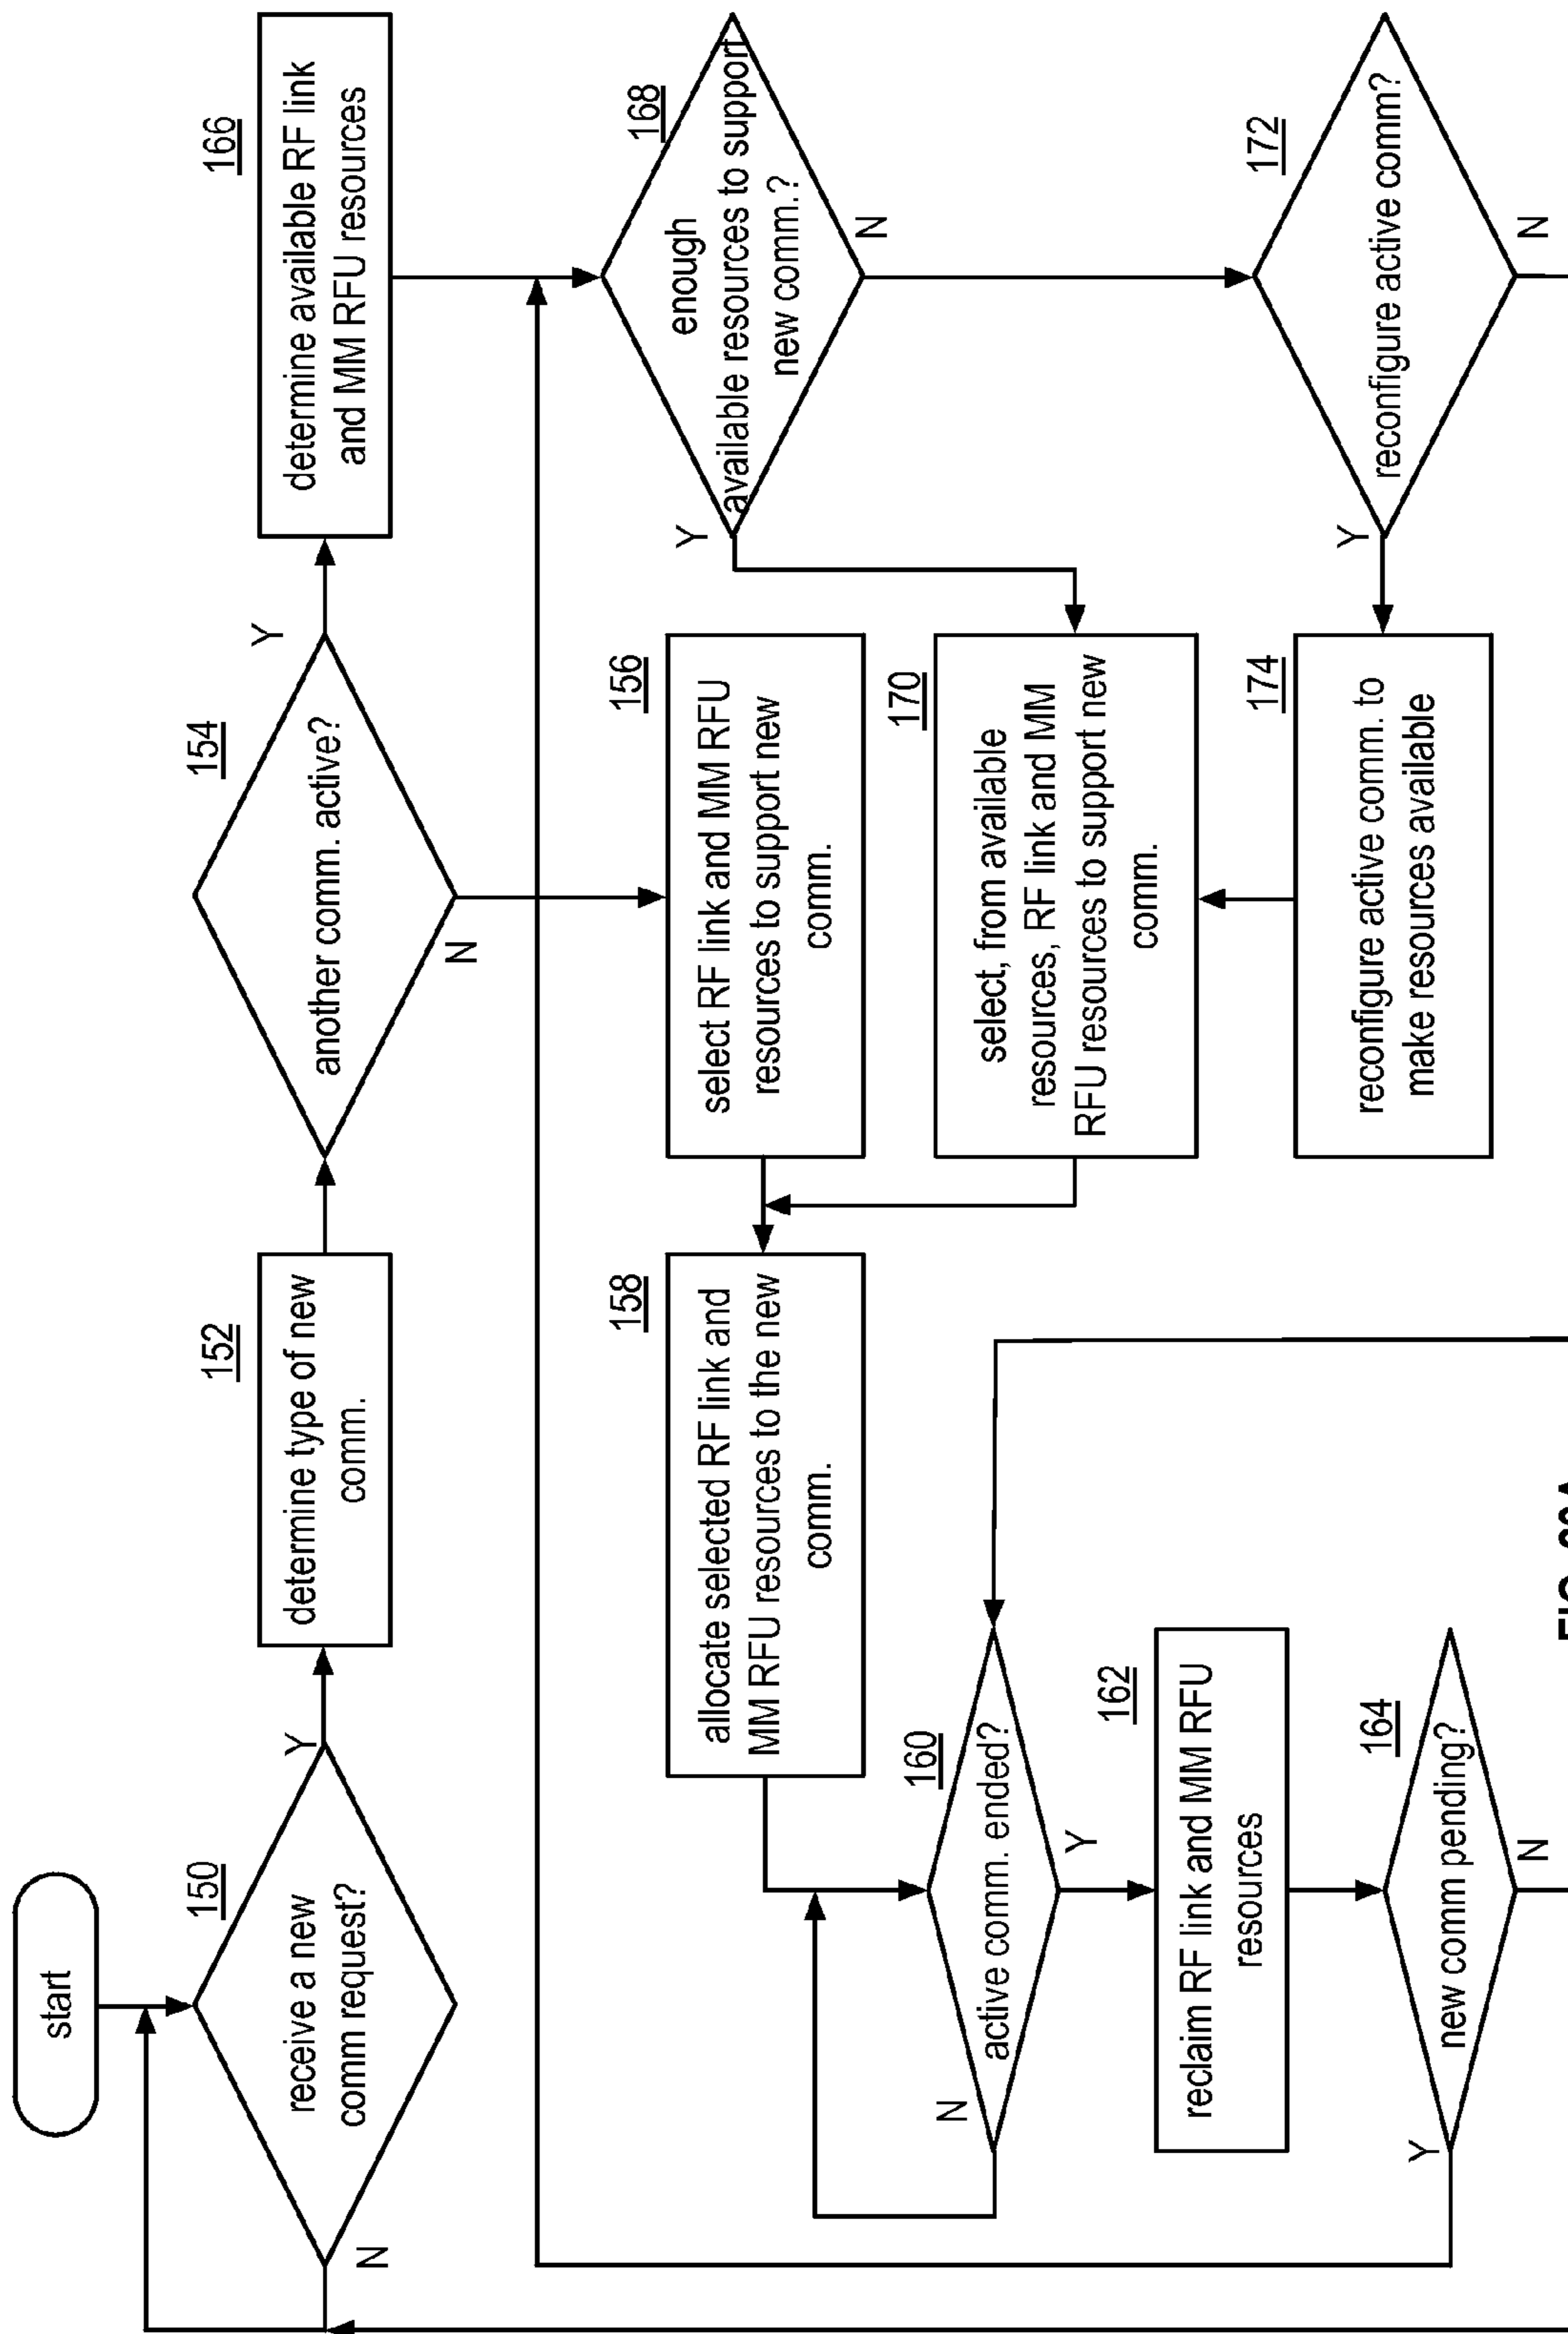 start
150
receive a new
comm request?
Y
N
152
determine type of new
comm.
154
another comm. active?
Y
N
166
determine available RF link
and MM RFU resources
168
enough
available resources to support
new comm.?
Y
N
156
select RF link and MM RFU
resources to support new
comm.
158
allocate selected RF link and
MM RFU resources to the new
comm.
170
select, from available
resources, RF link and MM
RFU resources to support new
comm.
160
active comm. ended?
N
Y
162
reclaim RF link and MM RFU
resources
164
new comm pending?
Y
N
172
reconfigure active comm?
Y
N
174
reconfigure active comm. to
make resources available